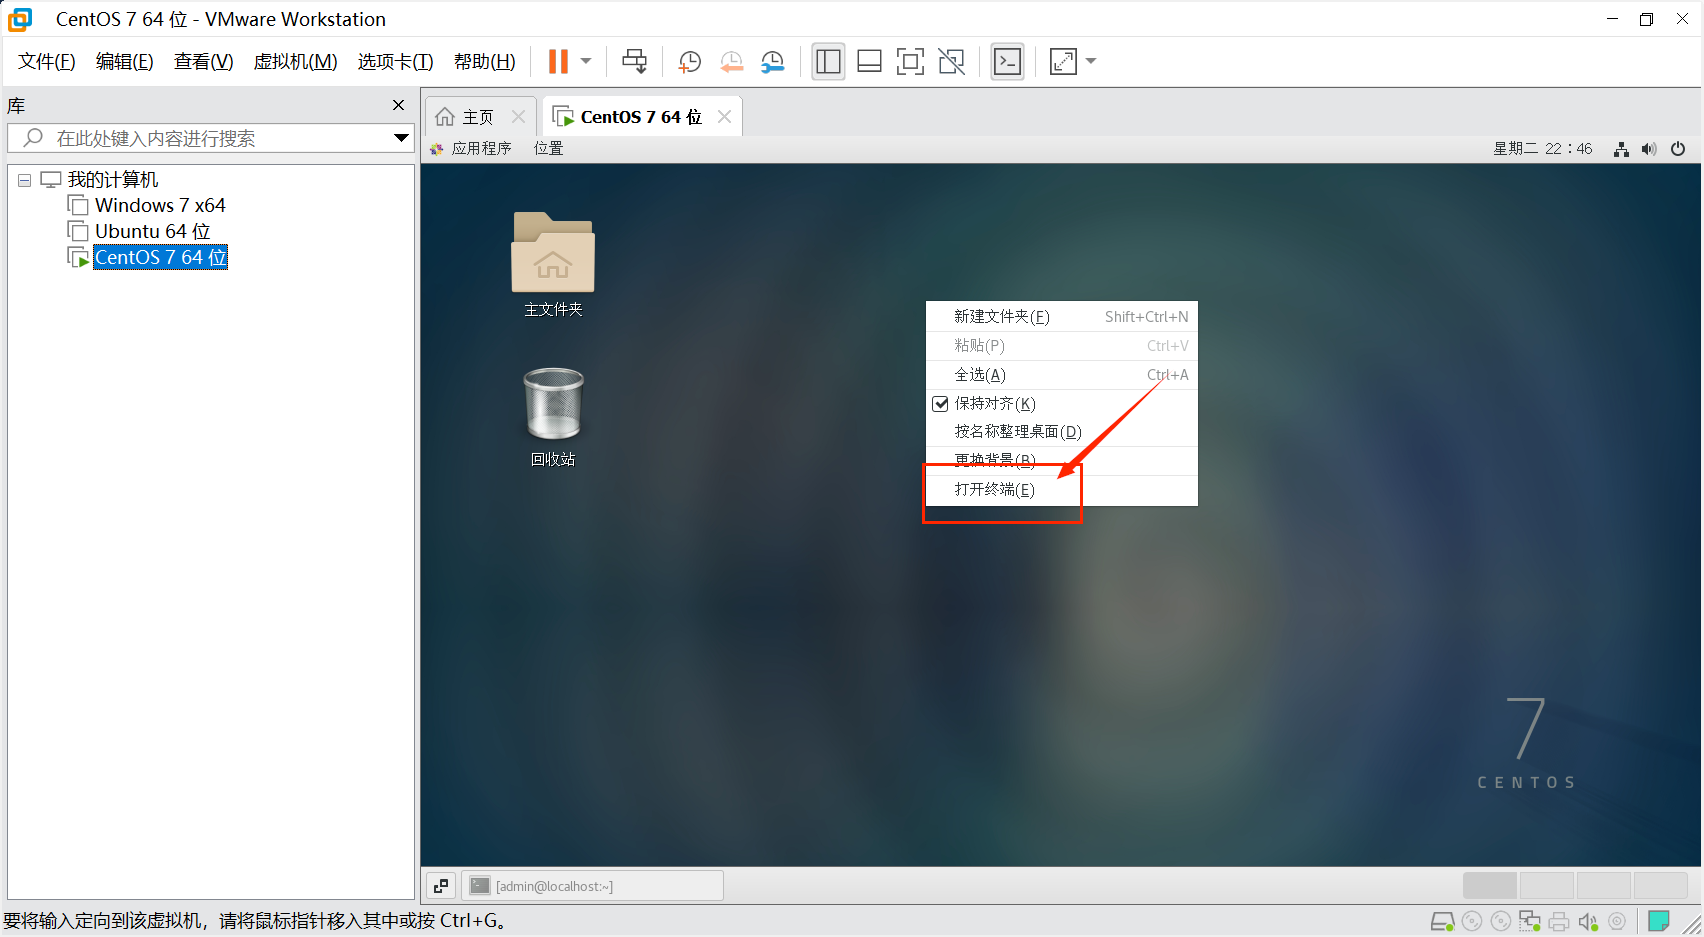 CentOS 7 64 位 - VMware Workstation
文件(F) 编辑(E) 查看(V) 虚拟机(M) 选项卡(T) 帮助(H)
库
在此处键入内容进行搜索
我的计算机
Windows 7 x64
Ubuntu 64 位
CentOS 7 64 位
主页 CentOS 7 64 位
应用程序 位置 星期二 22:46
主文件夹
回收站
新建文件夹(F) Shift+Ctrl+N
粘贴(P) Ctrl+V
全选(A) Ctrl+A
保持对齐(K)
按名称整理桌面(D)
更换背景(B)
打开终端(E)
7
CENTOS
[admin@localhost:~]
要将输入定向到该虚拟机，请将鼠标指针移入其中或按 Ctrl+G。